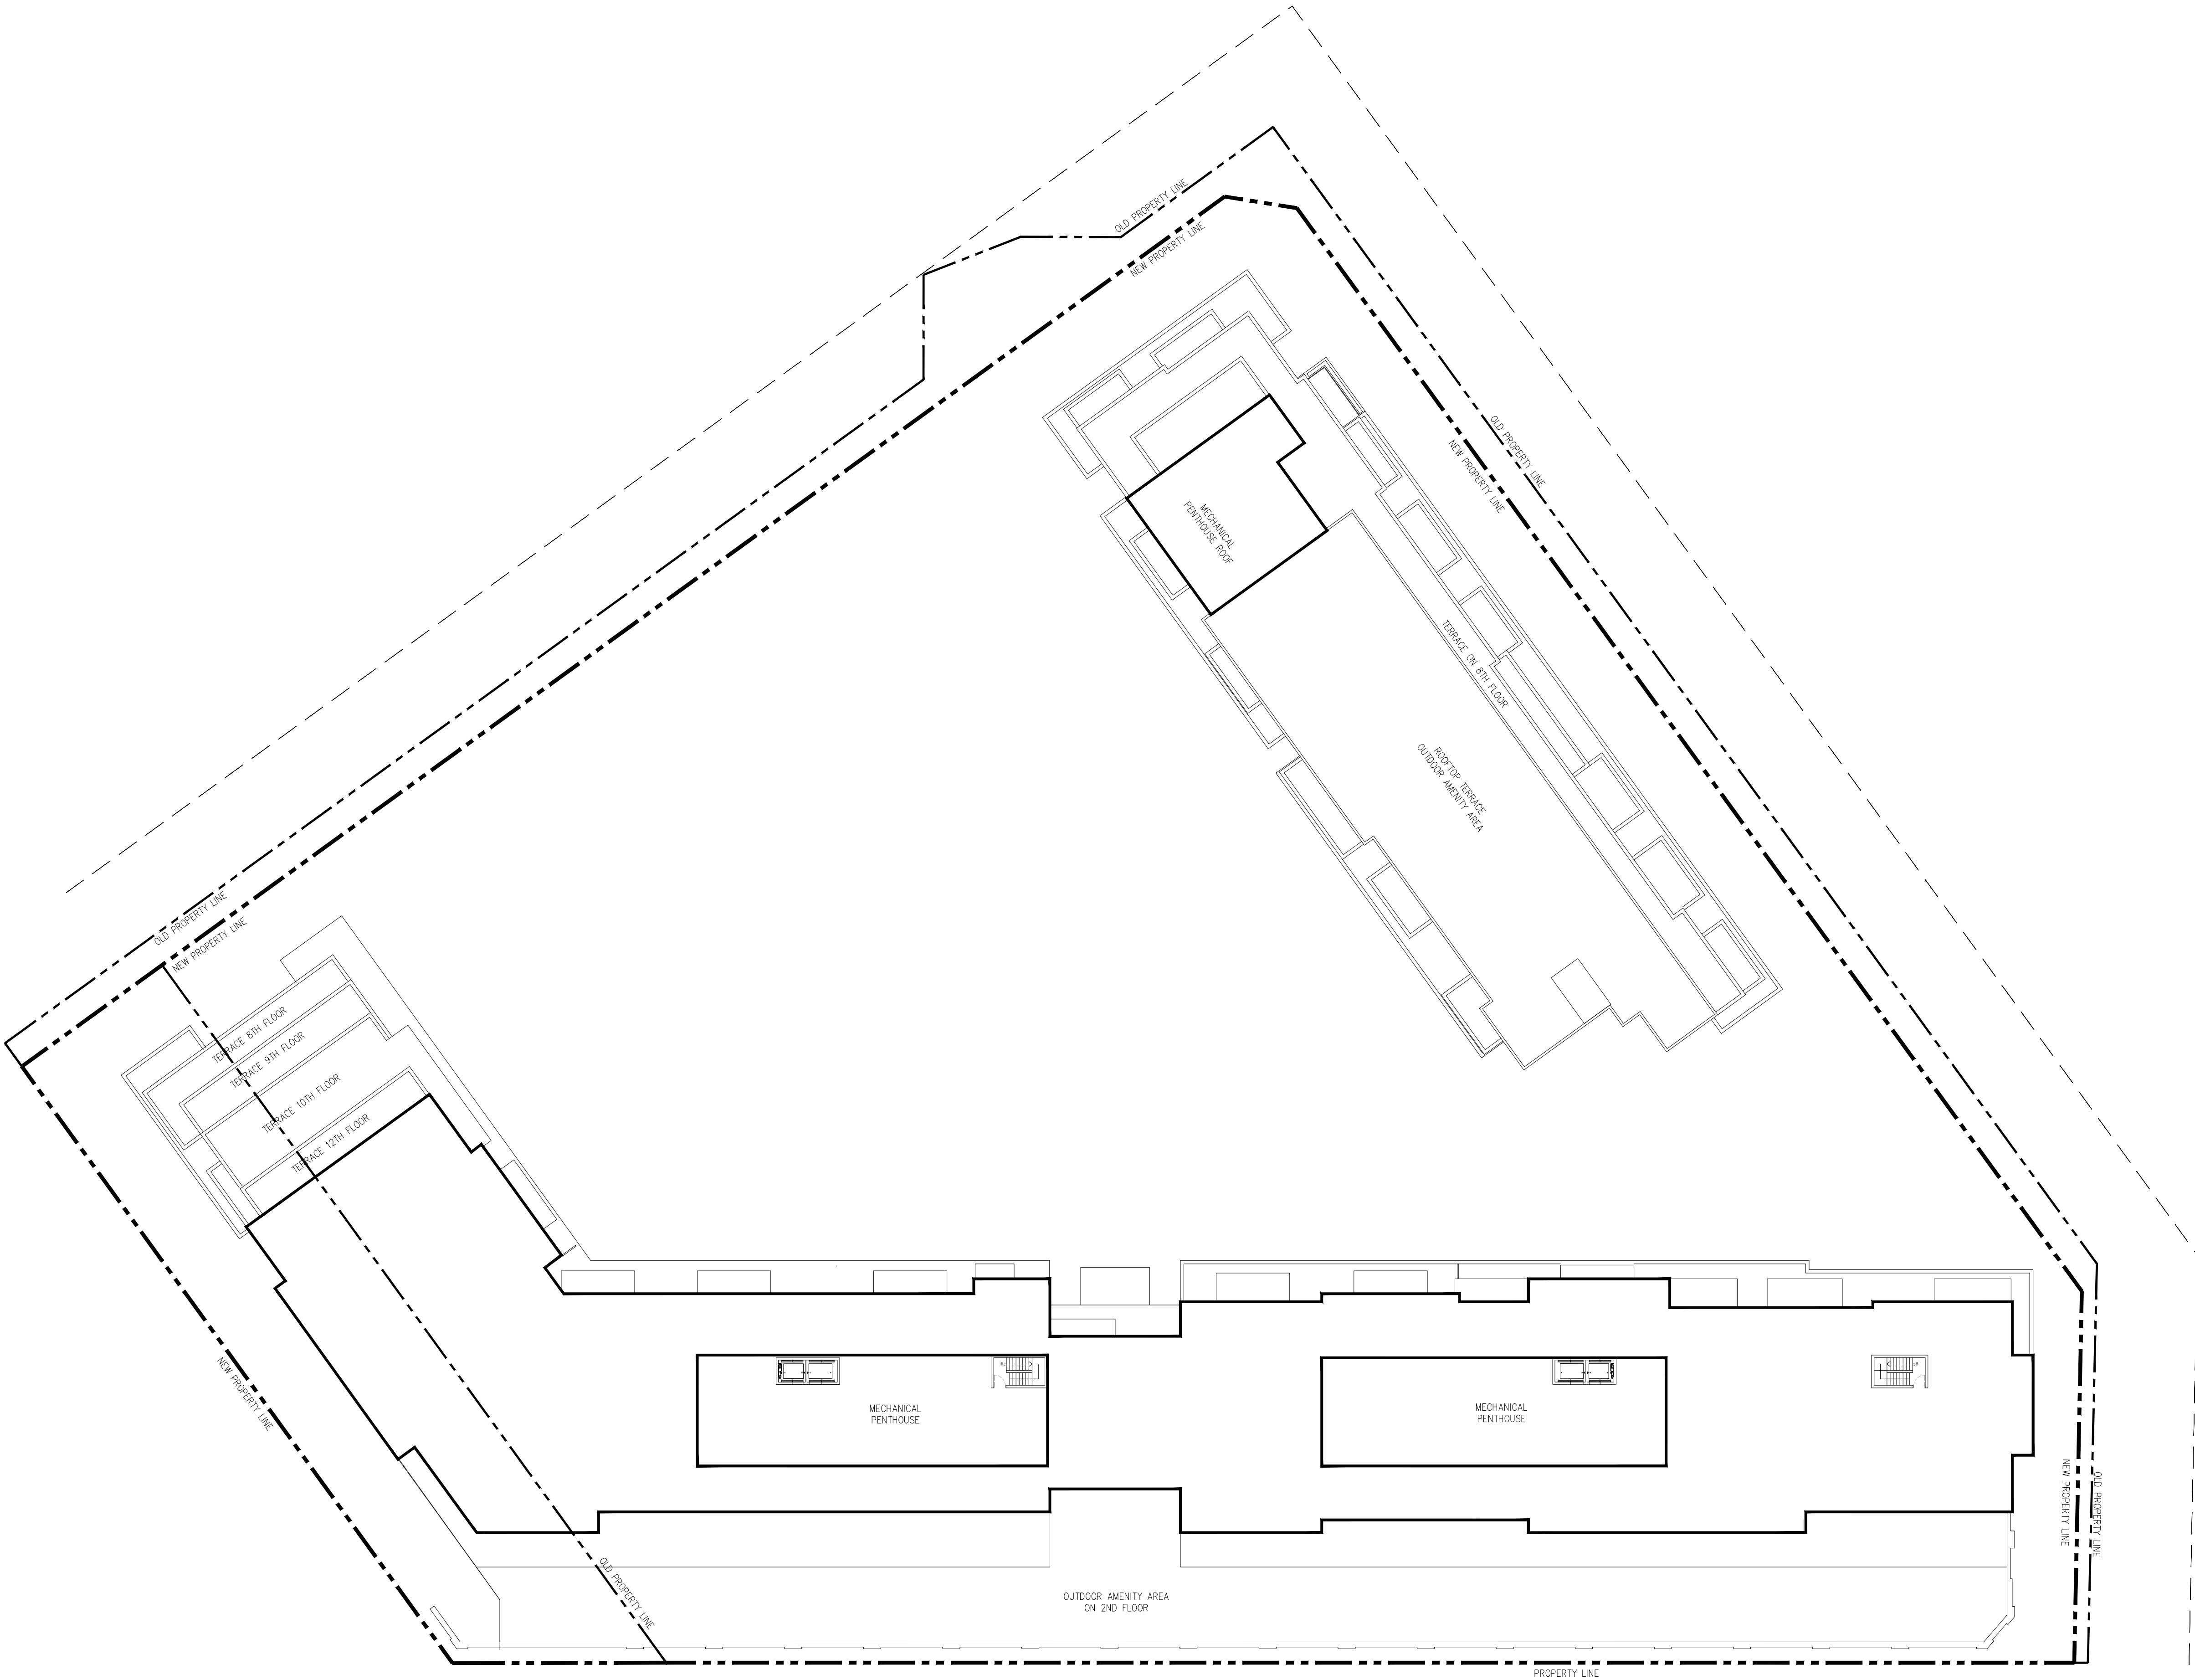 OLD PROPERTY LINE
NEW PROPERTY LINE
OLD PROPERTY LINE
NEW PROPERTY LINE
MECHANICAL
PENTHOUSE ROOF
TERRACE ON 8TH FLOOR
ROOFTOP TERRACE
OUTDOOR AMENITY AREA
OLD PROPERTY LINE
NEW PROPERTY LINE
TERRACE 8TH FLOOR
TERRACE 9TH FLOOR
TERRACE 10TH FLOOR
TERRACE 12TH FLOOR
NEW PROPERTY LINE
MECHANICAL
PENTHOUSE
MECHANICAL
PENTHOUSE
NEW PROPERTY LINE
OLD PROPERTY LINE
OLD PROPERTY LINE
OUTDOOR AMENITY AREA
ON 2ND FLOOR
PROPERTY LINE